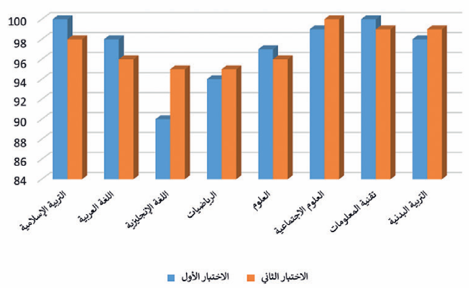 100
98
96
94
92
90
88
86
84
التربية الإسلامية
اللغة العربية
اللغة الإنجليزية
الرياضيات
العلوم
العلوم الاجتماعية
تقنية المعلومات
التربية البدنية
الاختبار الأول
الاختبار الثاني